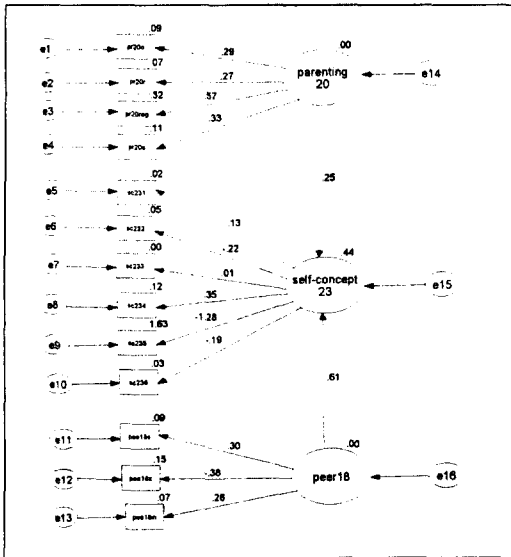 .09
e1
pr20o
.29
.00
.07
parenting
20
e14
e2
pr20r
.27
.32
e3
pr20reg
.57
.11
.33
e4
pr20s
.02
.25
e5
sc231
.05
e6
sc232
.13
.00
-.22
.44
e7
sc233
.01
self-concept
23
e15
.12
e8
sc234
.35
1.63
-1.28
e9
sc235
-.19
.03
e10
sc236
.61
.09
e11
.30
.00
.15
e12
-.38
peer18
e16
.07
.26
e13